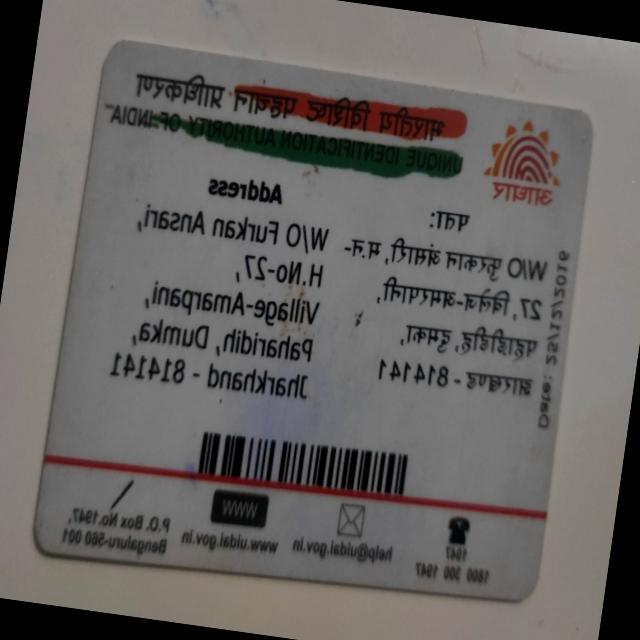 भारतीय विशिष्ट पहचान प्राधिकरण
UNIQUE IDENTIFICATION AUTHORITY OF INDIA
आधार
पता:
W/O फुरकान अंसारी, म.न.-
27, विलेज-अमरपानी,
पहाड़ीडीह, दुमका,
झारखण्ड - 814141
Address
W/O Furkan Ansari,
H.No-27,
Village-Amarpani,
Paharidih, Dumka,
Jharkhand - 814141
Date: 25/12/2016
1947
1800 300 1947
help@uidai.gov.in
WWW
www.uidai.gov.in
P.O. Box No.1947,
Bengaluru-560 001